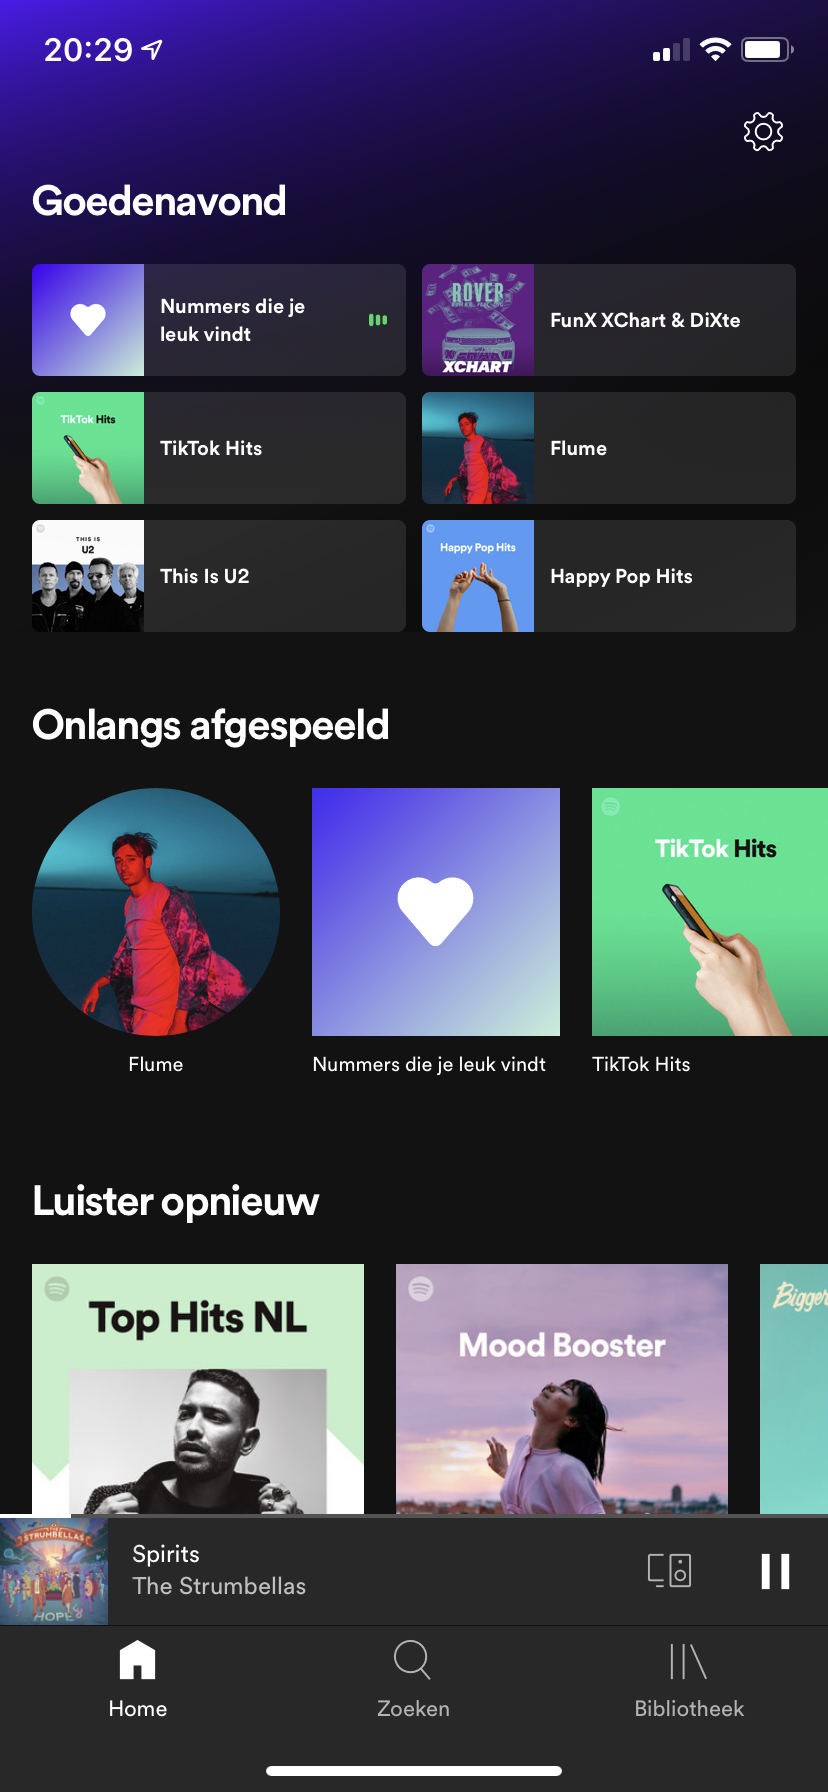 20:29
Goedenavond
Nummers die je
leuk vindt
ROVER
XCHART
FunX XChart & DiXte
TikTok Hits
TikTok Hits
Flume
THIS IS
U2
This Is U2
Happy Pop Hits
Happy Pop Hits
Onlangs afgespeeld
TikTok Hits
Flume
Nummers die je leuk vindt
TikTok Hits
Luister opnieuw
Top Hits NL
Mood Booster
Bigger
STRUMBELLAS
HOPE
Spirits
The Strumbellas
Home
Zoeken
Bibliotheek